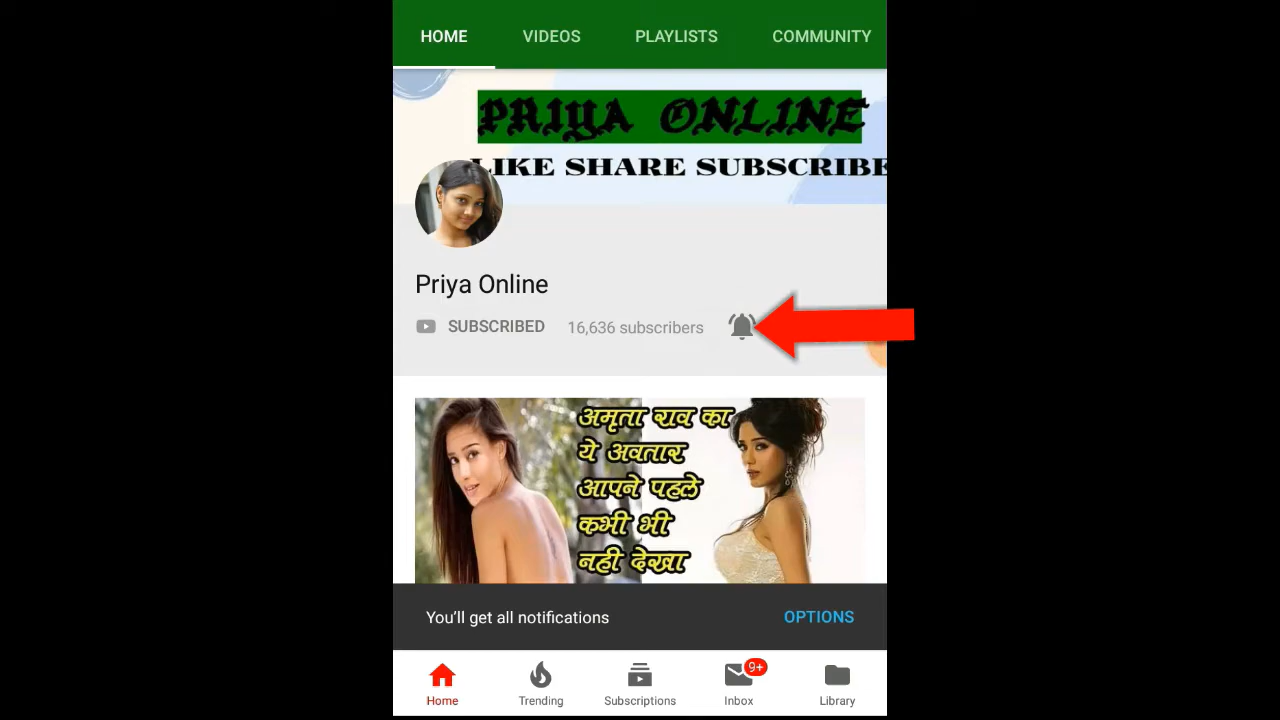 HOME VIDEOS PLAYLISTS COMMUNITY
PRIYA ONLINE
LIKE SHARE SUBSCRIBE
Priya Online
SUBSCRIBED 16,636 subscribers
अमृता राव का
ये अवतार
आपने पहले
कभी भी
नही देखा
You'll get all notifications OPTIONS
9+
Home Trending Subscriptions Inbox Library